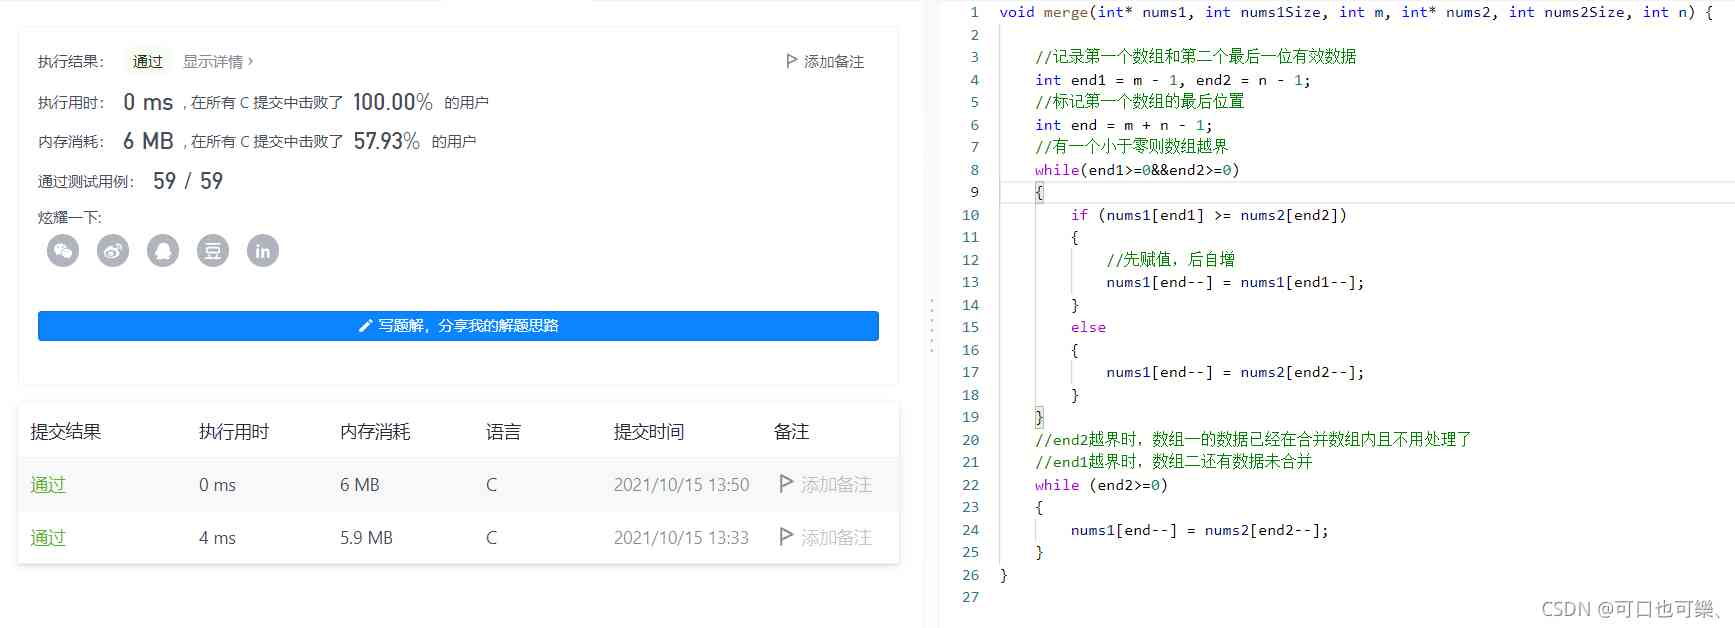 执行结果： 通过 显示详情 ›
添加备注
执行用时： 0 ms ，在所有 C 提交中击败了 100.00% 的用户
内存消耗： 6 MB ，在所有 C 提交中击败了 57.93% 的用户
通过测试用例： 59 / 59
炫耀一下:
豆 in
写题解，分享我的解题思路
提交结果 执行用时 内存消耗 语言 提交时间 备注
通过 0 ms 6 MB C 2021/10/15 13:50 添加备注
通过 4 ms 5.9 MB C 2021/10/15 13:33 添加备注
1 void merge(int* nums1, int nums1Size, int m, int* nums2, int nums2Size, int n) {
2
3 //记录第一个数组和第二个最后一位有效数据
4 int end1 = m - 1, end2 = n - 1;
5 //标记第一个数组的最后位置
6 int end = m + n - 1;
7 //有一个小于零则数组越界
8 while(end1>=0&&end2>=0)
9 {
10 if (nums1[end1] >= nums2[end2])
11 {
12 //先赋值，后自增
13 nums1[end--] = nums1[end1--];
14 }
15 else
16 {
17 nums1[end--] = nums2[end2--];
18 }
19 }
20 //end2越界时，数组一的数据已经在合并数组内且不用处理了
21 //end1越界时，数组二还有数据未合并
22 while (end2>=0)
23 {
24 nums1[end--] = nums2[end2--];
25 }
26 }
27
CSDN @可口也可樂、